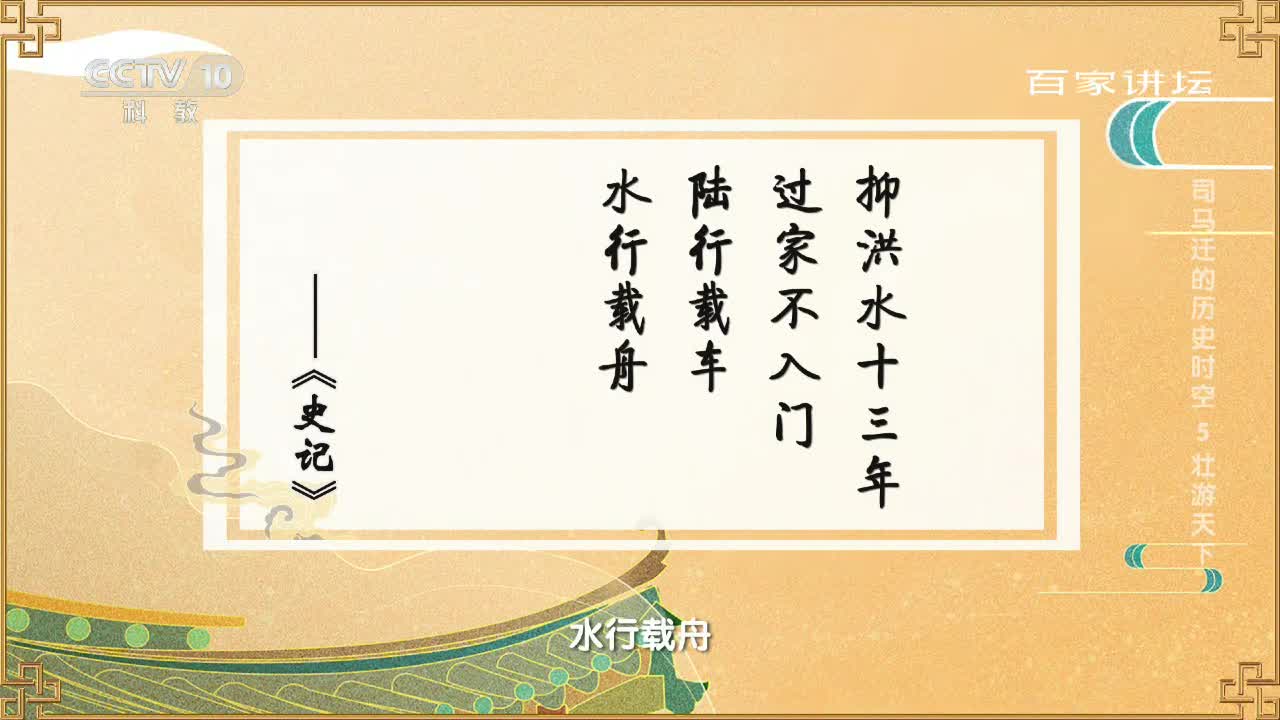 CCTV 10
科教
百家讲坛
司马迁的历史时空 5 壮游天下
抑洪水十三年
过家不入门
陆行载车
水行载舟
——《史记》
水行载舟